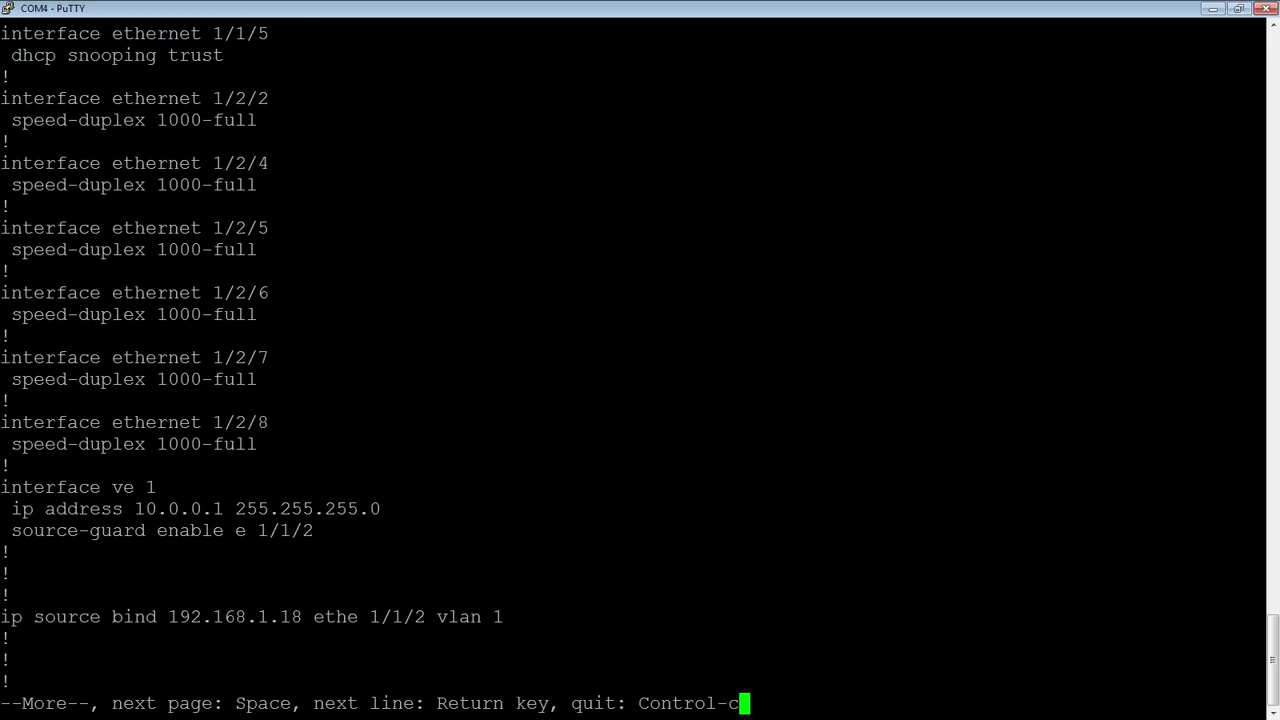 COM4 - PuTTY
interface ethernet 1/1/5
 dhcp snooping trust
!
interface ethernet 1/2/2
 speed-duplex 1000-full
!
interface ethernet 1/2/4
 speed-duplex 1000-full
!
interface ethernet 1/2/5
 speed-duplex 1000-full
!
interface ethernet 1/2/6
 speed-duplex 1000-full
!
interface ethernet 1/2/7
 speed-duplex 1000-full
!
interface ethernet 1/2/8
 speed-duplex 1000-full
!
interface ve 1
 ip address 10.0.0.1 255.255.255.0
 source-guard enable e 1/1/2
!
!
!
ip source bind 192.168.1.18 ethe 1/1/2 vlan 1
!
!
!
--More--, next page: Space, next line: Return key, quit: Control-c